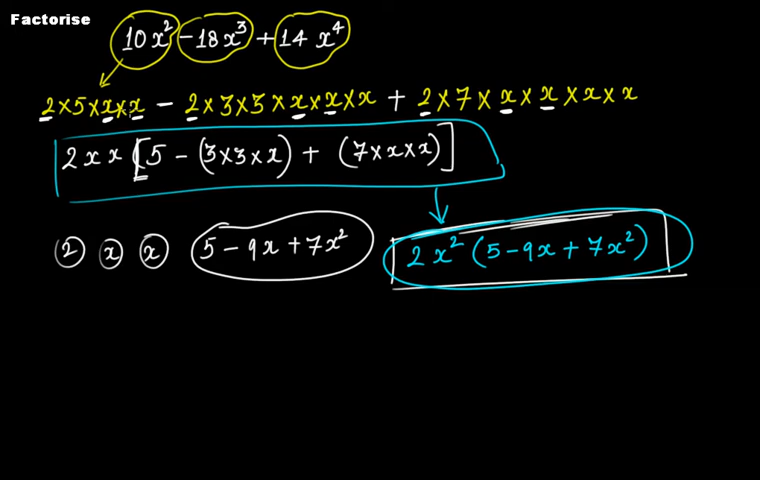 Factorise
10x² - 18x³ + 14x⁴
2×5×x×x - 2×3×3×x×x×x + 2×7×x×x×x×x
2 x x [5 - (3×3×x) + (7×x×x)]
2 x x 5 - 9x + 7x² 2x² (5 - 9x + 7x²)